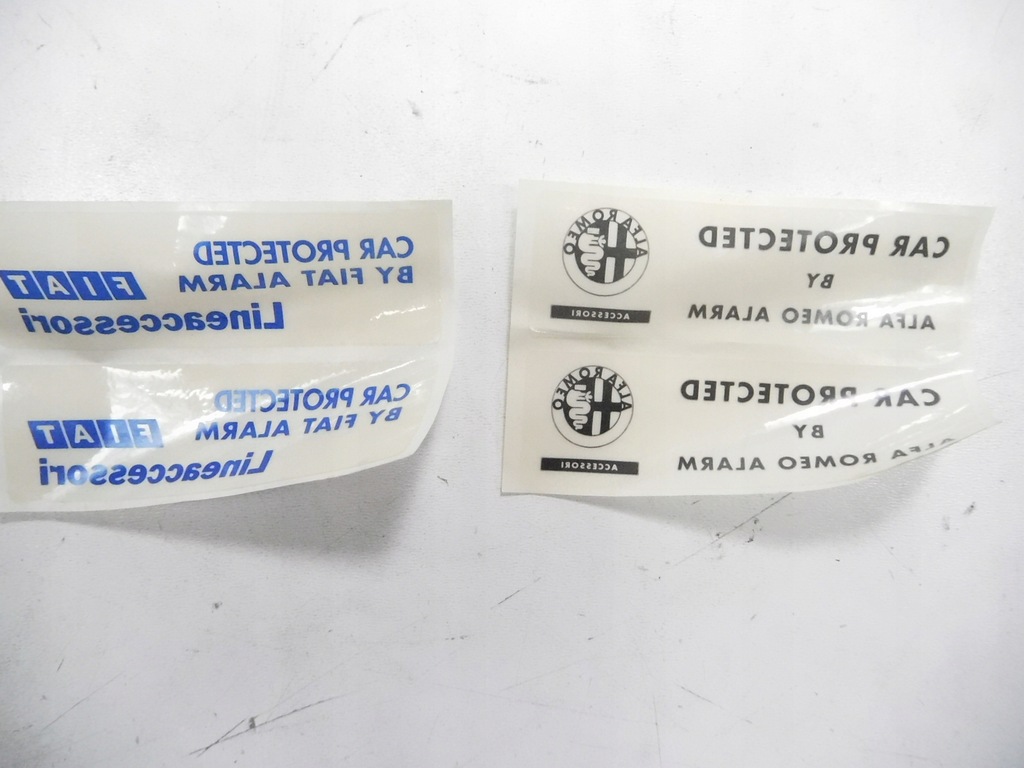 CAR PROTECTED
BY FIAT ALARM
FIAT
Lineaccessori
CAR PROTECTED
BY FIAT ALARM
FIAT
Lineaccessori
CAR PROTECTED
BY
ALFA ROMEO ALARM
ALFA ROMEO
ACCESSORI
CAR PROTECTED
BY
ALFA ROMEO ALARM
ALFA ROMEO
ACCESSORI